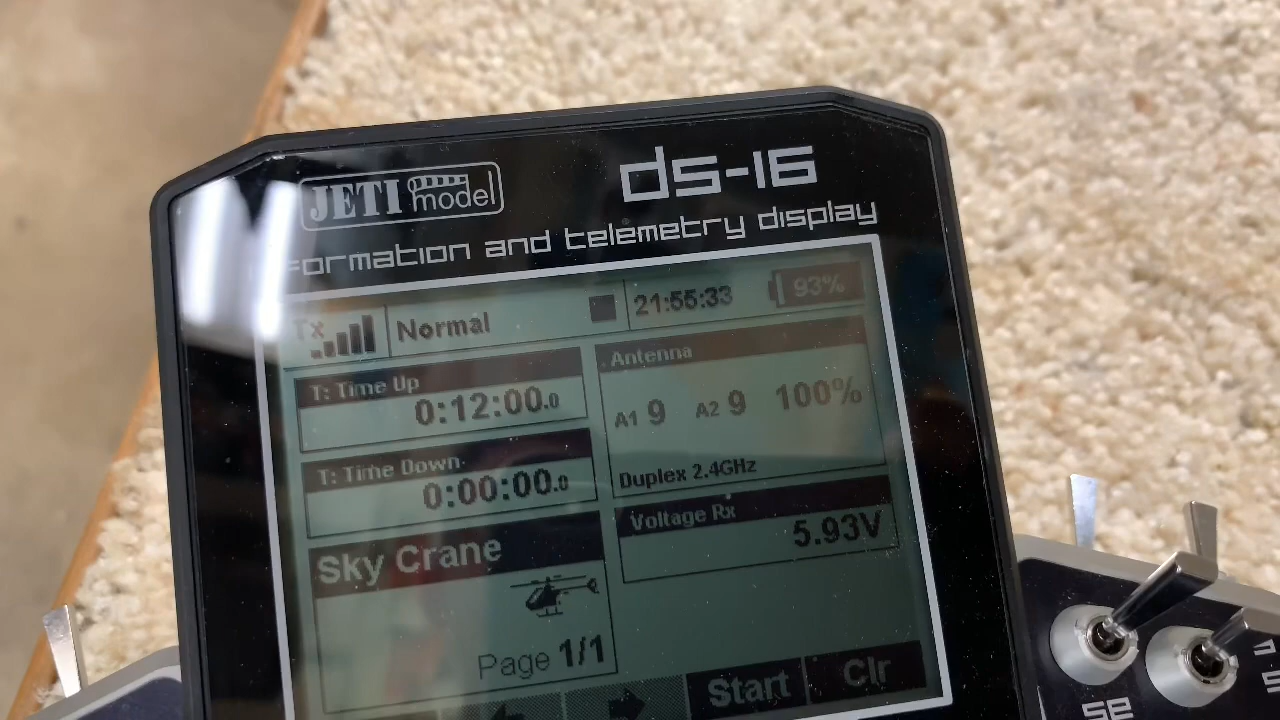 JETI model
ds-16
formation and telemetry display
Tx Normal 21:55:33 93%
T: Time Up
0:12:00.0
T: Time Down
0:00:00.0
Sky Crane
Page 1/1
Antenna
A1 9 A2 9 100%
Duplex 2.4GHz
Voltage Rx
5.93V
Start Clr
se